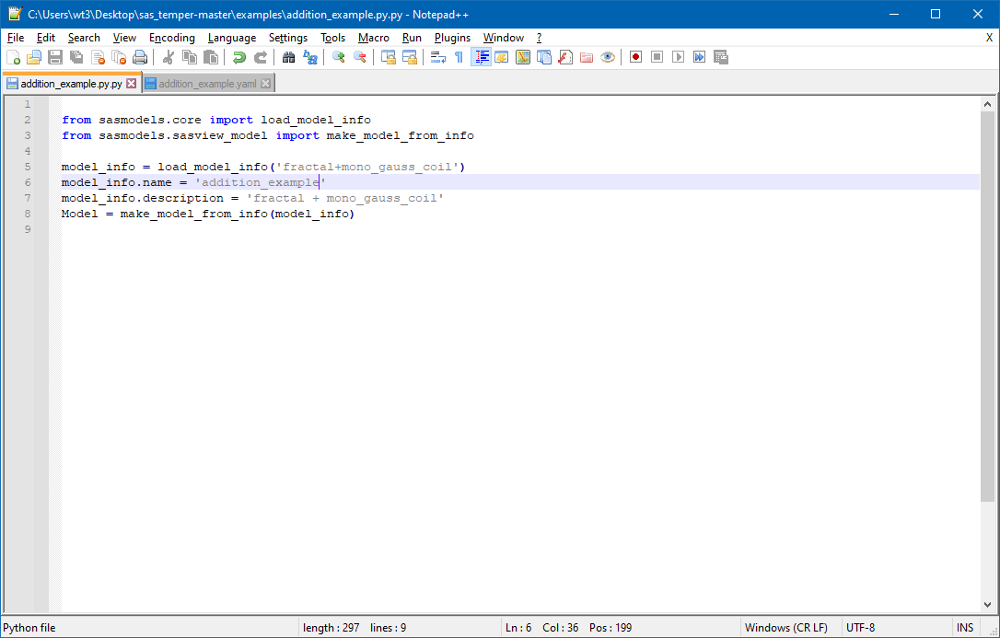 C:\Users\wt3\Desktop\sas_temper-master\examples\addition_example.py.py - Notepad++
File Edit Search View Encoding Language Settings Tools Macro Run Plugins Window ? X
addition_example.py.py addition_example.yaml
1
2 from sasmodels.core import load_model_info
3 from sasmodels.sasview_model import make_model_from_info
4
5 model_info = load_model_info('fractal+mono_gauss_coil')
6 model_info.name = 'addition_example'
7 model_info.description = 'fractal + mono_gauss_coil'
8 Model = make_model_from_info(model_info)
9
Python file length : 297 lines : 9 Ln : 6 Col : 36 Pos : 199 Windows (CR LF) UTF-8 INS